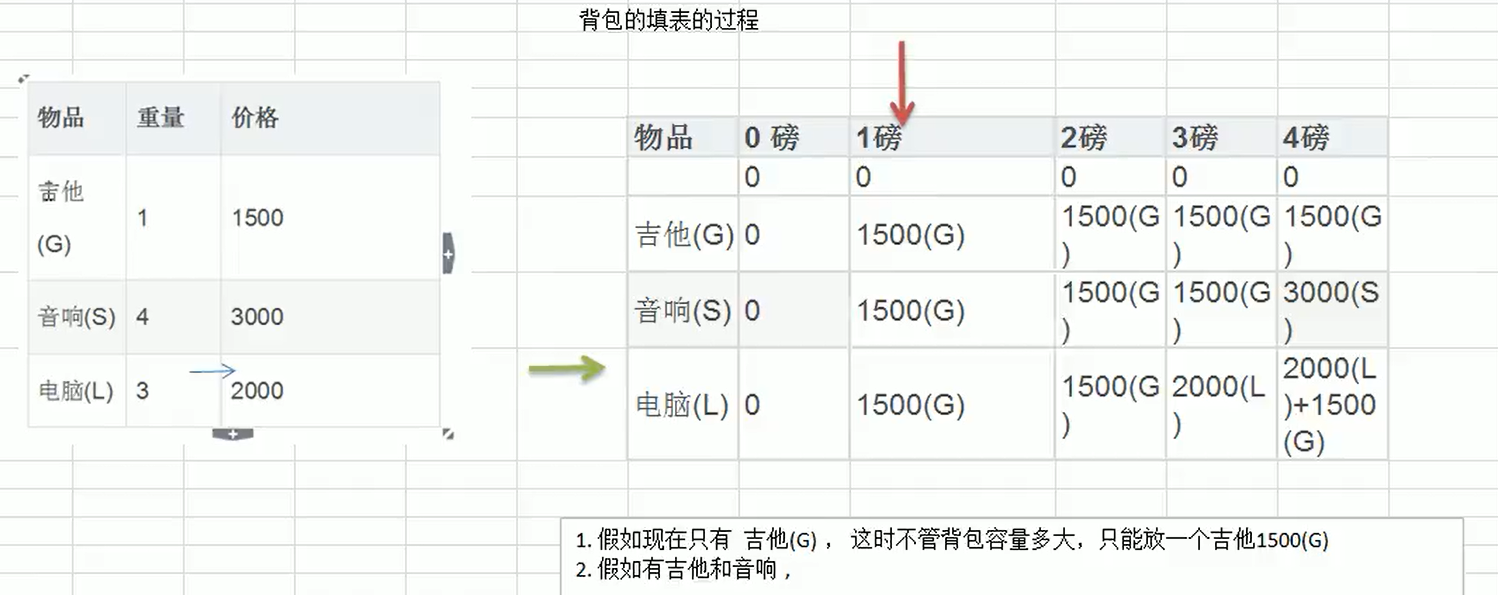 背包的填表的过程
物品 重量 价格
吉他
(G) 1 1500
音响(S) 4 3000
电脑(L) 3 2000
物品 0 磅 1磅 2磅 3磅 4磅
0 0 0 0 0
吉他(G) 0 1500(G) 1500(G) 1500(G) 1500(G)
音响(S) 0 1500(G) 1500(G) 1500(G) 3000(S)
电脑(L) 0 1500(G) 1500(G) 2000(L) 2000(L)+1500(G)
1. 假如现在只有 吉他(G) ， 这时不管背包容量多大，只能放一个吉他1500(G)
2. 假如有吉他和音响，